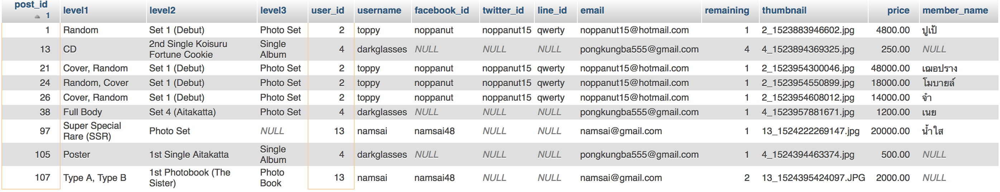 post_id level1 level2 level3 user_id username facebook_id twitter_id line_id email remaining thumbnail price member_name
1
1 Random Set 1 (Debut) Photo Set 2 toppy noppanut noppanut15 qwerty noppanut15@hotmail.com 1 2_1523883946602.jpg 4800.00 ปูเป้
13 CD 2nd Single Koisuru Fortune Cookie Single Album 4 darkglasses NULL NULL NULL pongkungba555@gmail.com 4 4_1523894369325.jpg 250.00 NULL
21 Cover, Random Set 1 (Debut) Photo Set 2 toppy noppanut noppanut15 qwerty noppanut15@hotmail.com 1 2_1523954300046.jpg 48000.00 เฌอปราง
24 Random, Cover Set 1 (Debut) Photo Set 2 toppy noppanut noppanut15 qwerty noppanut15@hotmail.com 1 2_1523954550899.jpg 18000.00 โมบายล์
26 Cover, Random Set 1 (Debut) Photo Set 2 toppy noppanut noppanut15 qwerty noppanut15@hotmail.com 1 2_1523954608012.jpg 14000.00 จ๋า
38 Full Body Set 4 (Aitakatta) Photo Set 4 darkglasses NULL NULL NULL pongkungba555@gmail.com 1 4_1523957881671.jpg 1200.00 เนย
97 Super Special Rare (SSR) Photo Set NULL 13 namsai namsai48 NULL NULL namsai@gmail.com 1 13_1524222269147.jpg 20000.00 น้ำใส
105 Poster 1st Single Aitakatta Single Album 4 darkglasses NULL NULL NULL pongkungba555@gmail.com 1 4_1524394463374.jpg 500.00 NULL
107 Type A, Type B 1st Photobook (The Sister) Photo Book 13 namsai namsai48 NULL NULL namsai@gmail.com 2 13_1524395424097.JPG 2000.00 NULL